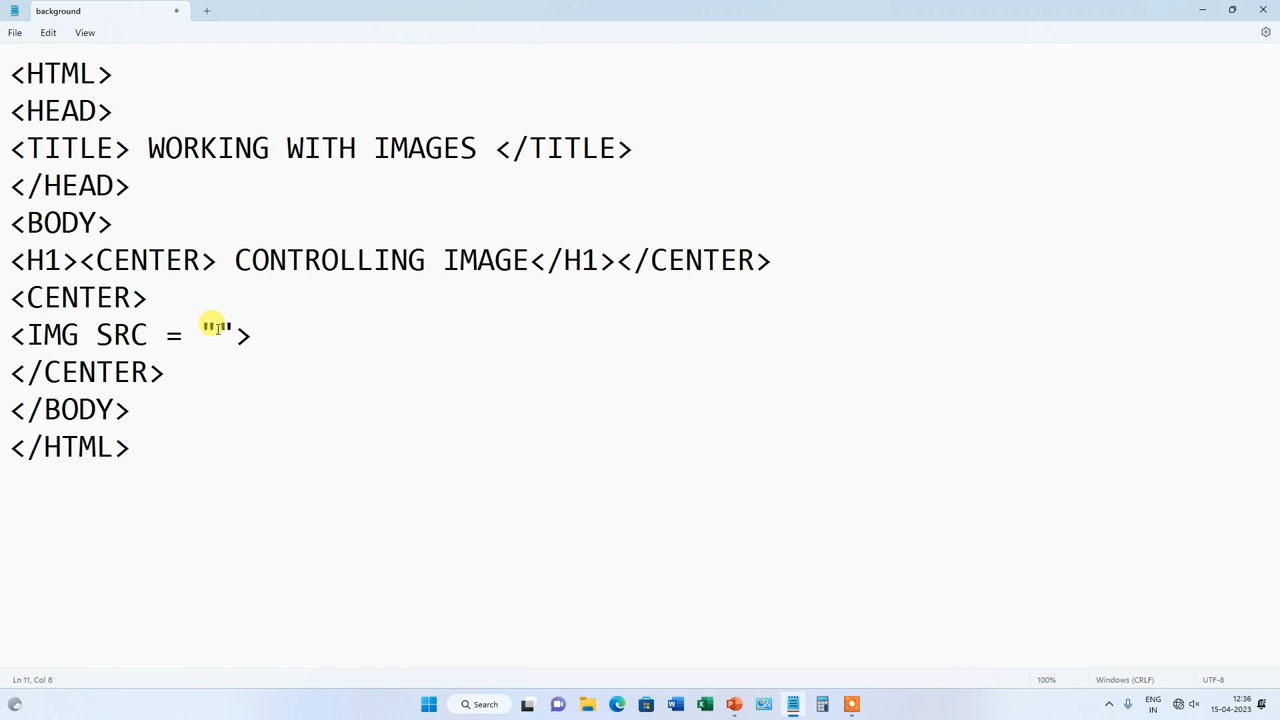 background
File Edit View
<HTML>
<HEAD>
<TITLE> WORKING WITH IMAGES </TITLE>
</HEAD>
<BODY>
<H1><CENTER> CONTROLLING IMAGE</H1></CENTER>
<CENTER>
<IMG SRC = "">
</CENTER>
</BODY>
</HTML>
Ln 11, Col 8 100% Windows (CRLF) UTF-8
Search
ENG
IN
12:36
15-04-2023